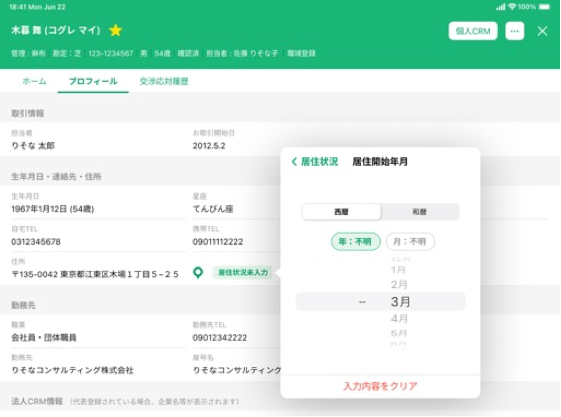 18:41 Mon Jun 22
100%
木暮 舞 (コグレ マイ)
個人CRM
管理：麻布 勘定：芝 123-1234567 男 54歳 確認済 担当者：佐藤 りそな子 職域登録
ホーム プロフィール 交渉応対履歴
取引情報
担当者 お取引開始日
りそな 太郎 2012.5.2
生年月日・連絡先・住所
生年月日 星座
1967年1月12日 (54歳) てんびん座
自宅TEL 携帯TEL
0312345678 09011112222
住所
〒135-0042 東京都江東区木場１丁目５−２５ 居住状況未入力
勤務先
職業 勤務先TEL
会社員・団体職員 09012342222
勤務先 屋号名
りそなコンサルティング株式会社 りそなコンサルティング
法人CRM情報 （代表登録されている場合、企業名等が表示されます）
居住状況 居住開始年月
西暦 和暦
年：不明 月：不明
12月
1月
2月
-- 3月
4月
5月
6月
入力内容をクリア